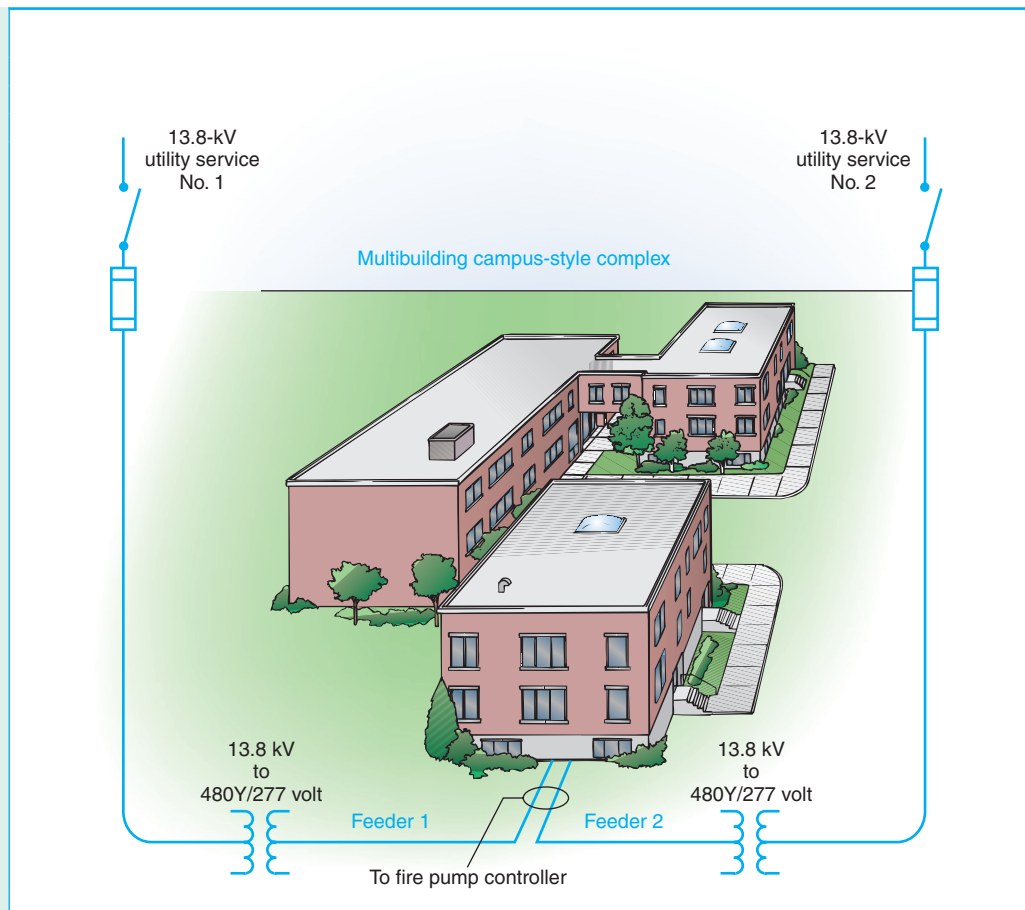 13.8-kV
utility service
No. 1
13.8-kV
utility service
No. 2
Multibuilding campus-style complex
13.8 kV
to
480Y/277 volt
13.8 kV
to
480Y/277 volt
Feeder 1
Feeder 2
To fire pump controller